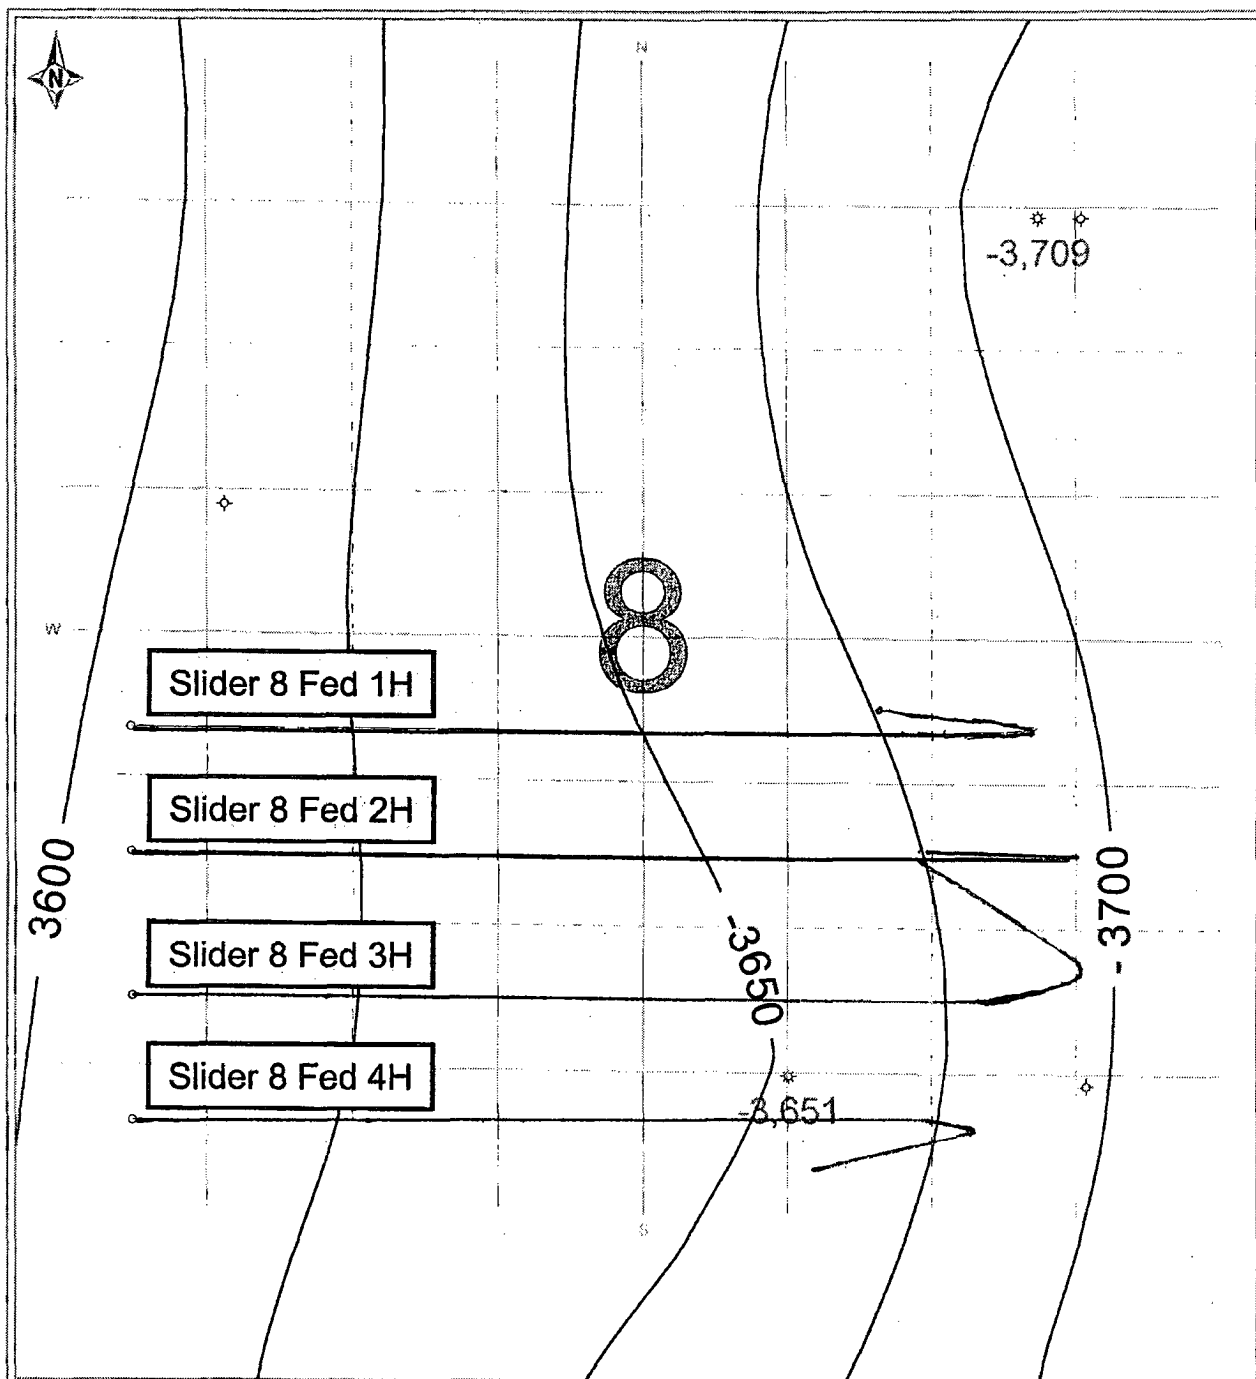 N
N
-3,709
8
W
Slider 8 Fed 1H
Slider 8 Fed 2H
3600
-3700
Slider 8 Fed 3H
-3650
Slider 8 Fed 4H
-3,651
S